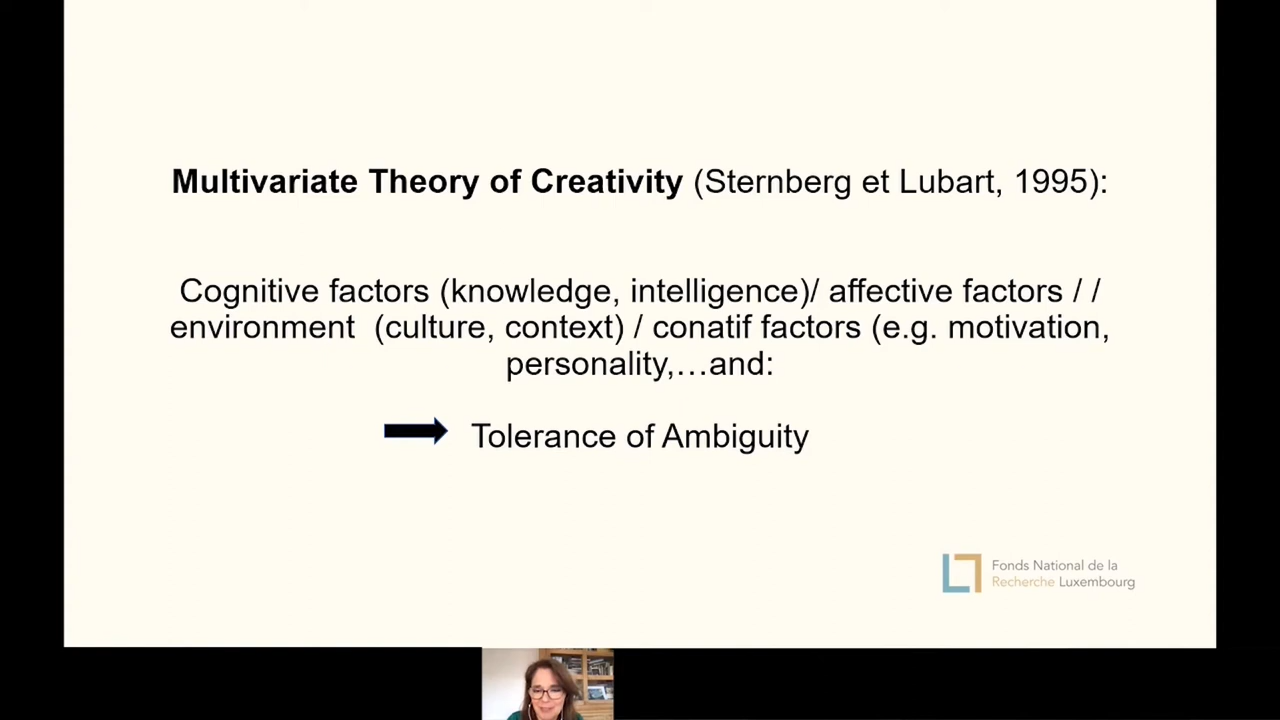 Multivariate Theory of Creativity (Sternberg et Lubart, 1995):
Cognitive factors (knowledge, intelligence)/ affective factors / /
environment  (culture, context) / conatif factors (e.g. motivation,
personality,…and:
Tolerance of Ambiguity
Fonds National de la
Recherche Luxembourg